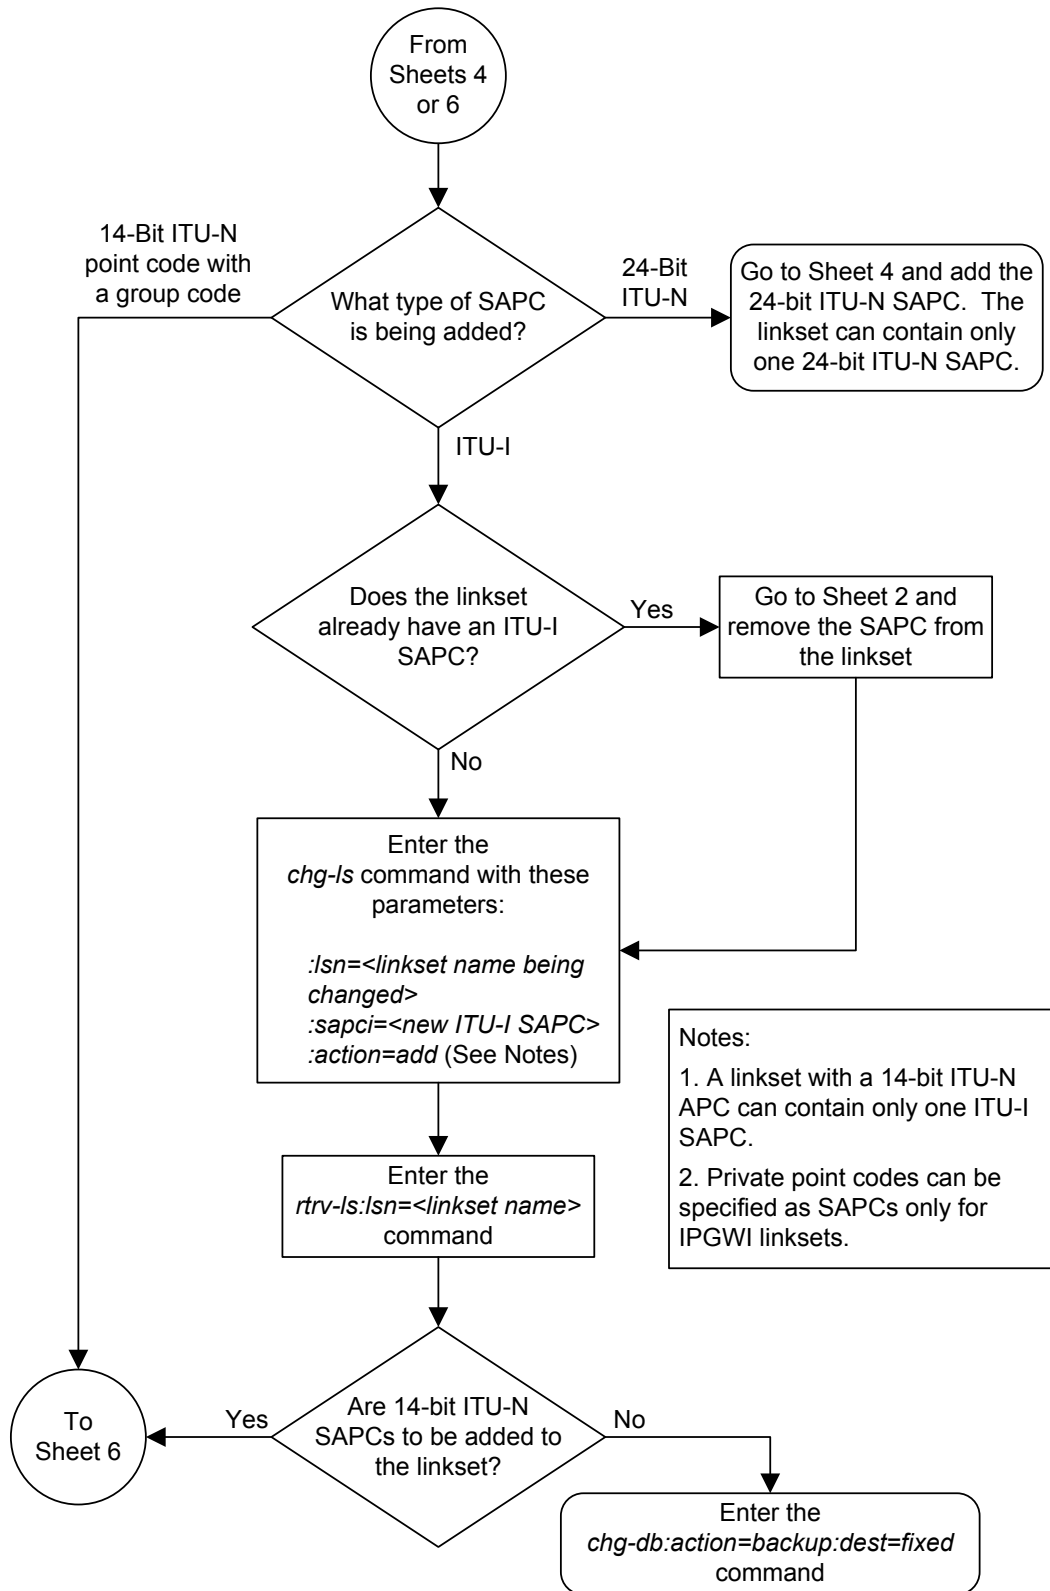 From
Sheets 4
or 6
14-Bit ITU-N
point code with
a group code
What type of SAPC
is being added?
24-Bit
ITU-N
Go to Sheet 4 and add the
24-bit ITU-N SAPC.  The
linkset can contain only
one 24-bit ITU-N SAPC.
ITU-I
Does the linkset
already have an ITU-I
SAPC?
Yes
Go to Sheet 2 and
remove the SAPC from
the linkset
No
Enter the
chg-ls command with these
parameters:
:lsn=<linkset name being
changed>
:sapci=<new ITU-I SAPC>
:action=add (See Notes)
Notes:
1. A linkset with a 14-bit ITU-N
APC can contain only one ITU-I
SAPC.
2. Private point codes can be
specified as SAPCs only for
IPGWI linksets.
Enter the
rtrv-ls:lsn=<linkset name>
command
Are 14-bit ITU-N
SAPCs to be added to
the linkset?
Yes
To
Sheet 6
No
Enter the
chg-db:action=backup:dest=fixed
command